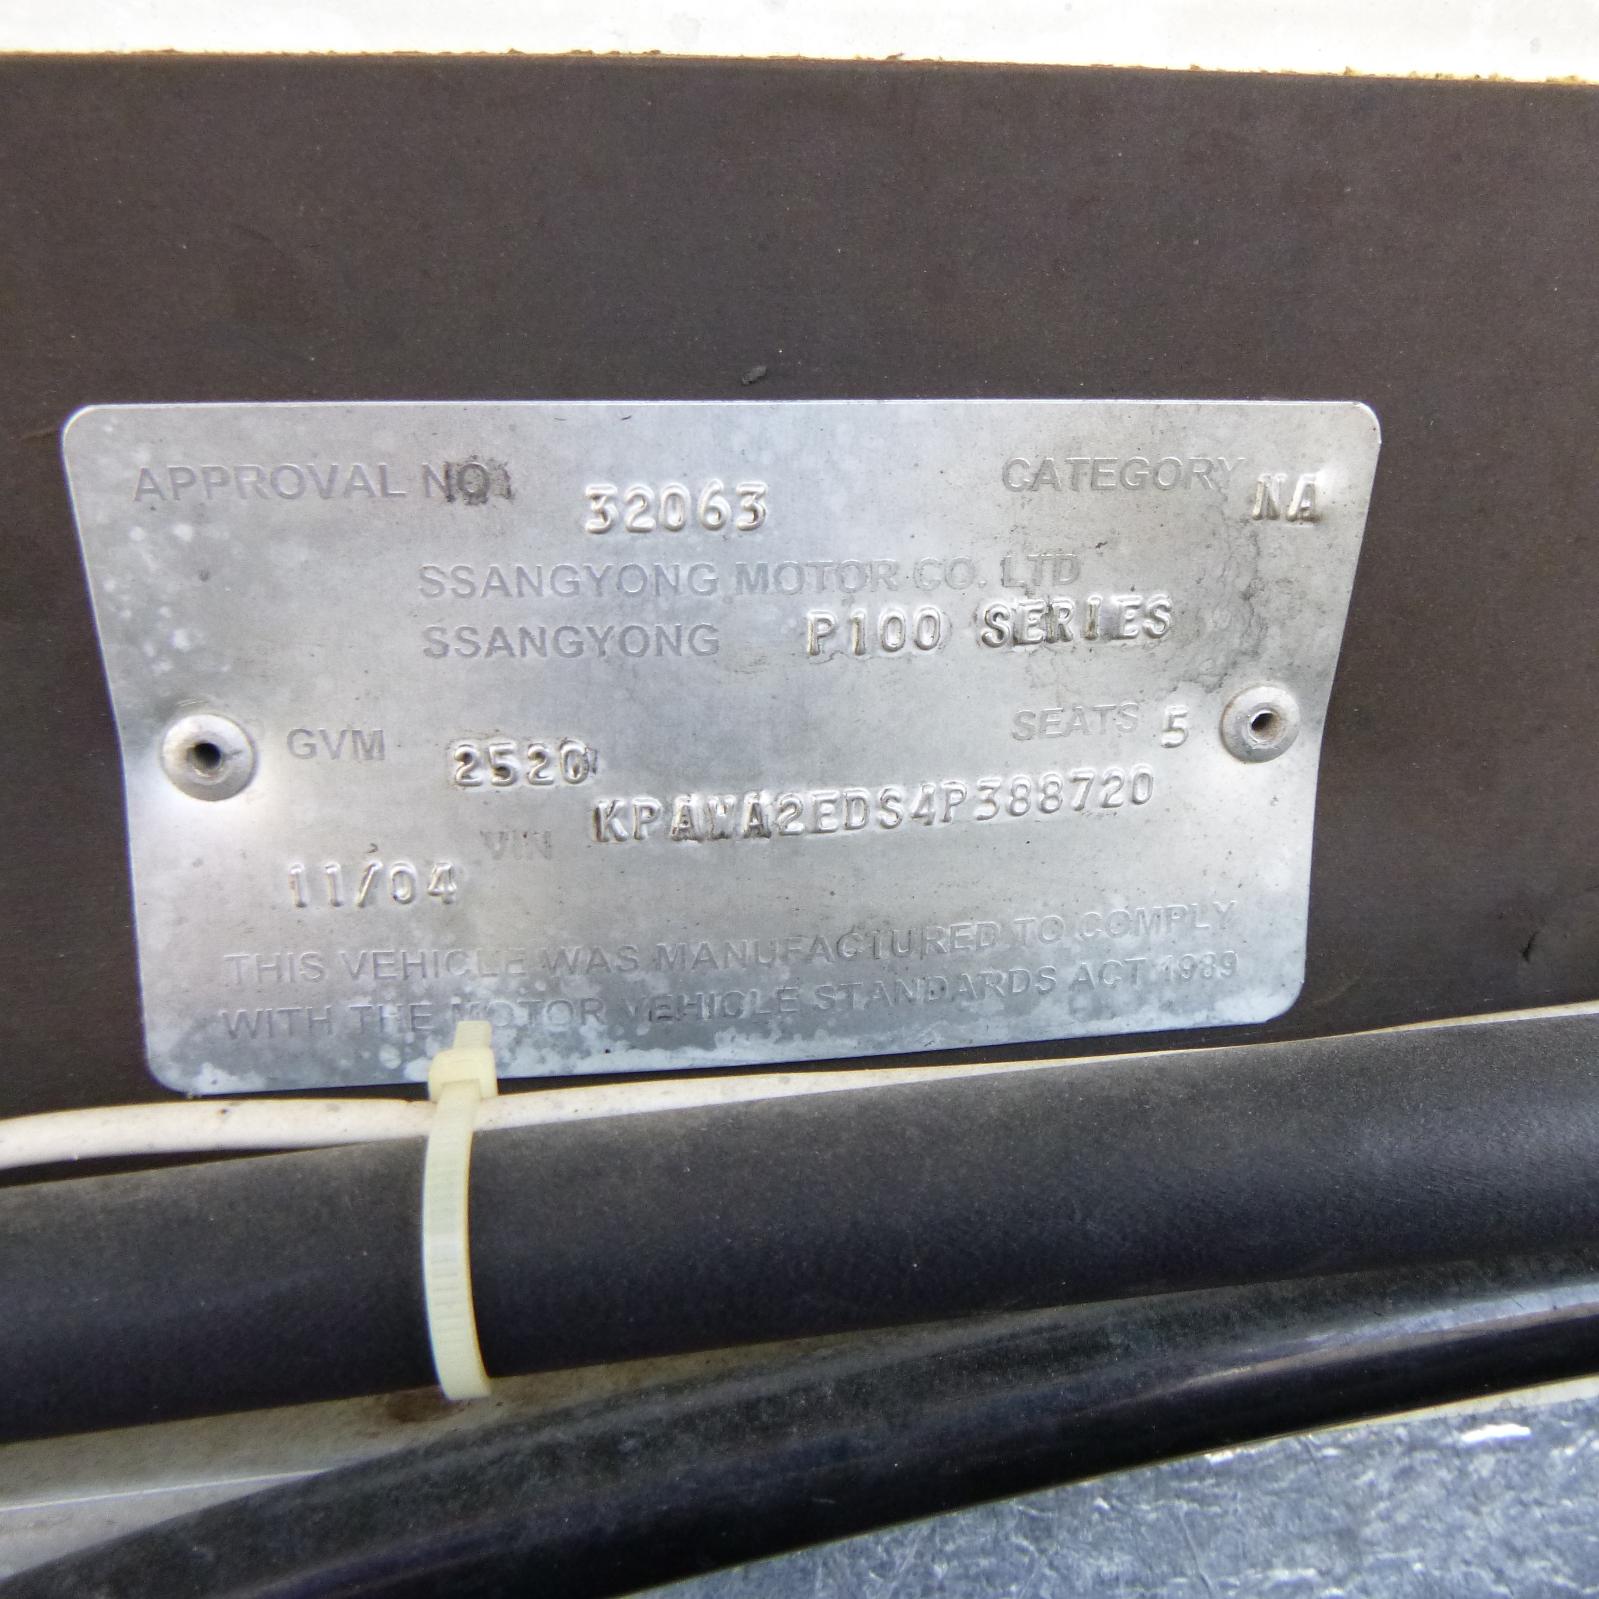 APPROVAL NO. 32063 CATEGORY NA
SSANGYONG MOTOR CO. LTD
SSANGYONG P100 SERIES
GVM 2520 SEATS 5
VIN KPAWA2EDS4P388720
11/04
THIS VEHICLE WAS MANUFACTURED TO COMPLY
WITH THE MOTOR VEHICLE STANDARDS ACT 1989